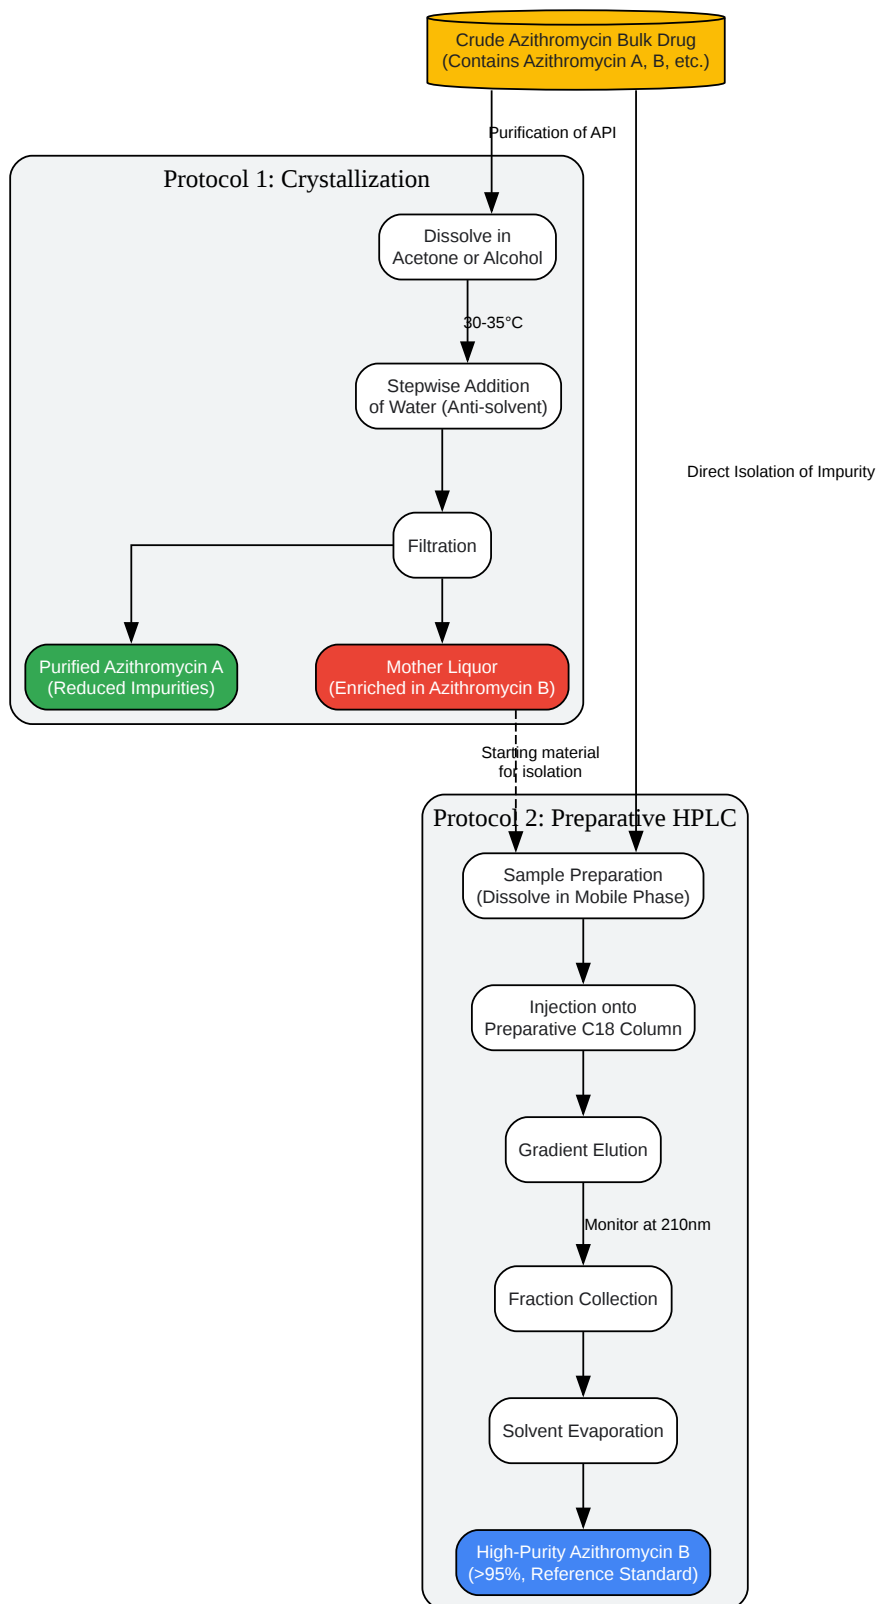 Crude Azithromycin Bulk Drug
(Contains Azithromycin A, B, etc.)
Purification of API
Protocol 1: Crystallization
Dissolve in
Acetone or Alcohol
30-35°C
Stepwise Addition
of Water (Anti-solvent)
Direct Isolation of Impurity
Filtration
Purified Azithromycin A
(Reduced Impurities)
Mother Liquor
(Enriched in Azithromycin B)
Starting material
for isolation
Protocol 2: Preparative HPLC
Sample Preparation
(Dissolve in Mobile Phase)
Injection onto
Preparative C18 Column
Gradient Elution
Monitor at 210nm
Fraction Collection
Solvent Evaporation
High-Purity Azithromycin B
(>95%, Reference Standard)